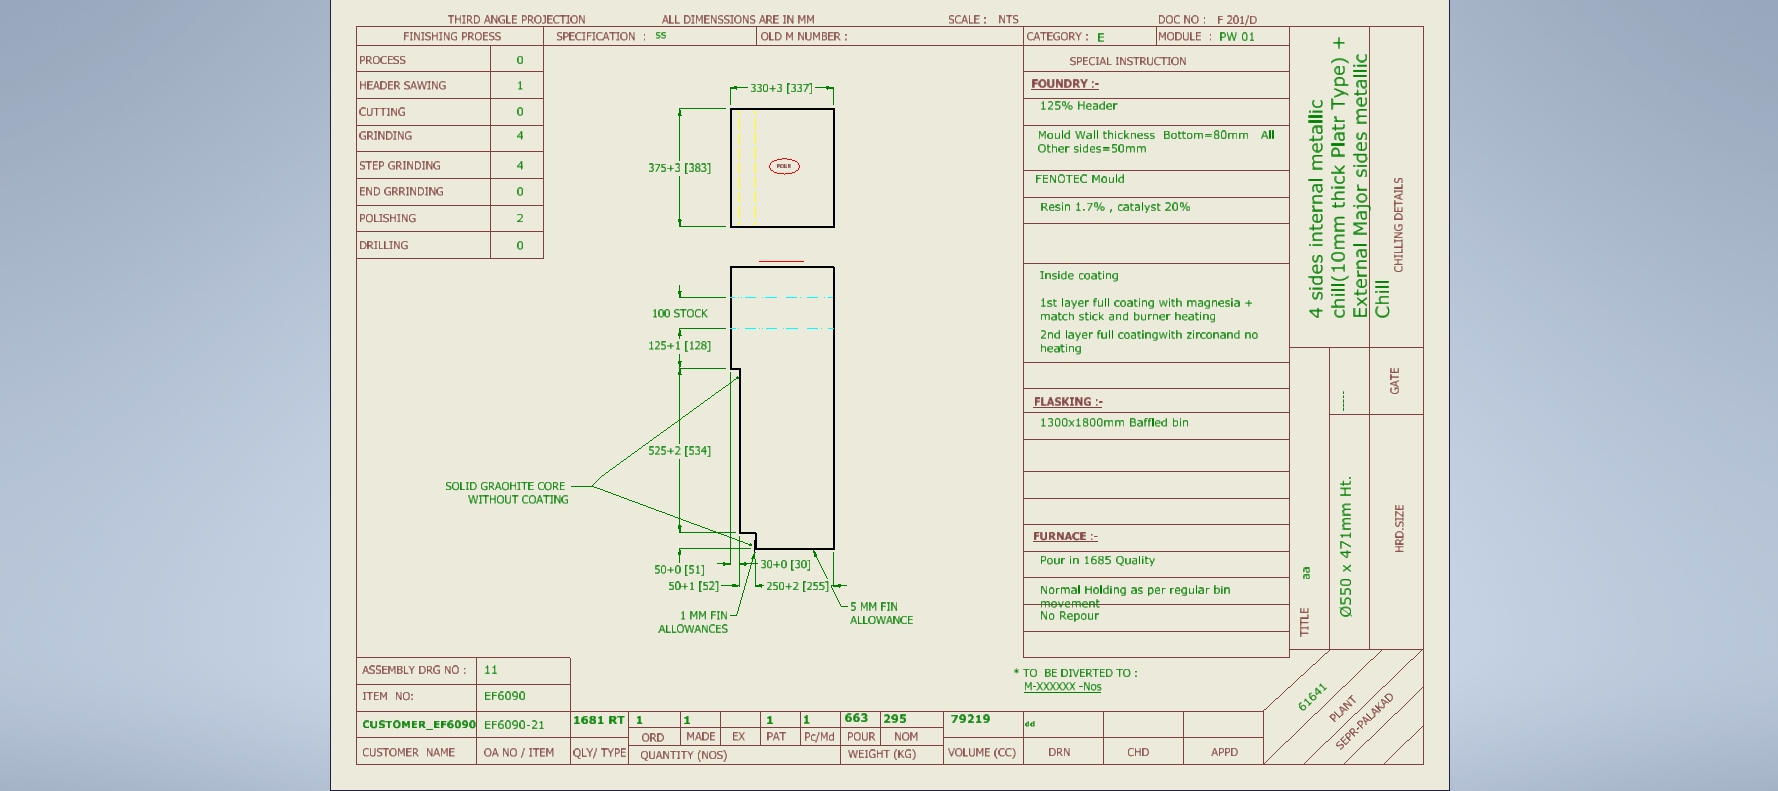 THIRD ANGLE PROJECTION ALL DIMENSSIONS ARE IN MM SCALE : NTS DOC NO : F 201/D
FINISHING PROESS SPECIFICATION : SS OLD M NUMBER : CATEGORY : E MODULE : PW 01
PROCESS 0
HEADER SAWING 1
CUTTING 0
GRINDING 4
STEP GRINDING 4
END GRRINDING 0
POLISHING 2
DRILLING 0
330+3 [337]
375+3 [383]
POUR
100 STOCK
125+1 [128]
525+2 [534]
SOLID GRAOHITE CORE
WITHOUT COATING
50+0 [51] 30+0 [30]
50+1 [52] 250+2 [255]
1 MM FIN
ALLOWANCES
5 MM FIN
ALLOWANCE
SPECIAL INSTRUCTION
FOUNDRY :-
125% Header
Mould Wall thickness Bottom=80mm All
Other sides=50mm
FENOTEC Mould
Resin 1.7% , catalyst 20%
Inside coating
1st layer full coating with magnesia +
match stick and burner heating
2nd layer full coatingwith zirconand no
heating
FLASKING :-
1300x1800mm Baffled bin
FURNACE :-
Pour in 1685 Quality
Normal Holding as per regular bin
movement
No Repour
4 sides internal metallic
chill(10mm thick Platr Type) +
External Major sides metallic
Chill
CHILLING DETAILS
GATE
------
HRD.SIZE
Ø550 x 471mm Ht.
TITLE aa
* TO BE DIVERTED TO :
M-XXXXXX -Nos
61641
PLANT
SEPR-PALAKAD
ASSEMBLY DRG NO : 11
ITEM NO: EF6090
CUSTOMER_EF6090 EF6090-21 1681 RT 1 1 1 1 663 295 79219 dd
ORD MADE EX PAT Pc/Md POUR NOM
CUSTOMER NAME OA NO / ITEM QLY/ TYPE QUANTITY (NOS) WEIGHT (KG) VOLUME (CC) DRN CHD APPD